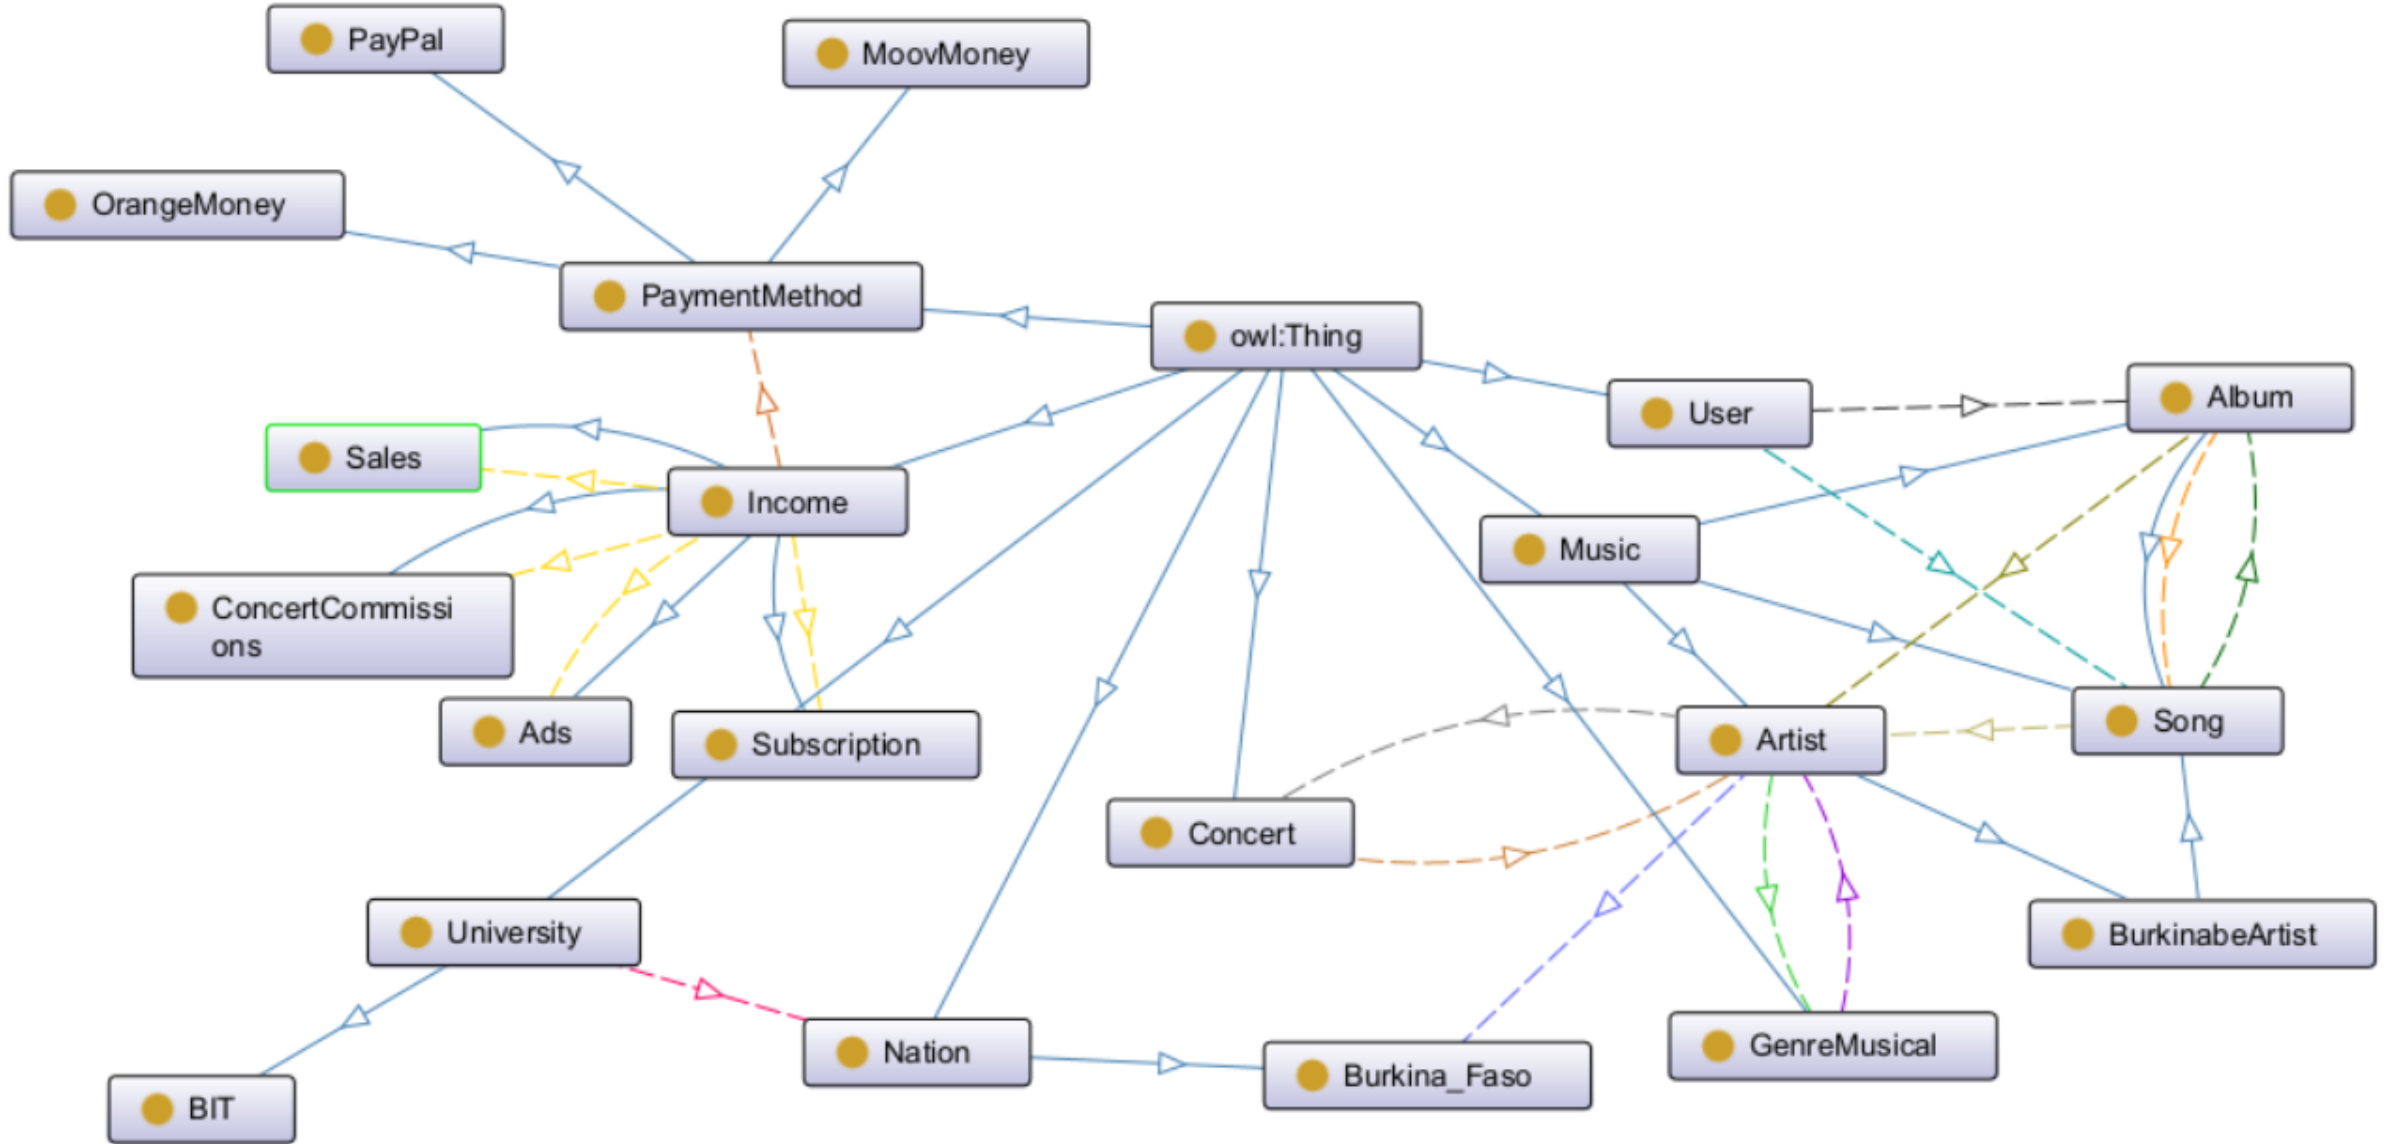 PayPal
MoovMoney
OrangeMoney
PaymentMethod
owl:Thing
User
Album
Sales
Income
Music
ConcertCommissi
ons
Ads
Subscription
Artist
Song
Concert
University
BurkinabeArtist
Nation
Burkina_Faso
GenreMusical
BIT